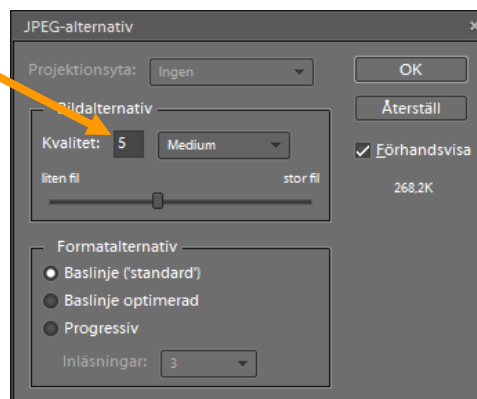 JPEG-alternativ
Projektionsyta: Ingen
OK
Bildalternativ
Återställ
Kvalitet: 5 Medium
Förhandsvisa
liten fil stor fil
268,2K
Formatalternativ
Baslinje ('standard')
Baslinje optimerad
Progressiv
Inläsningar: 3